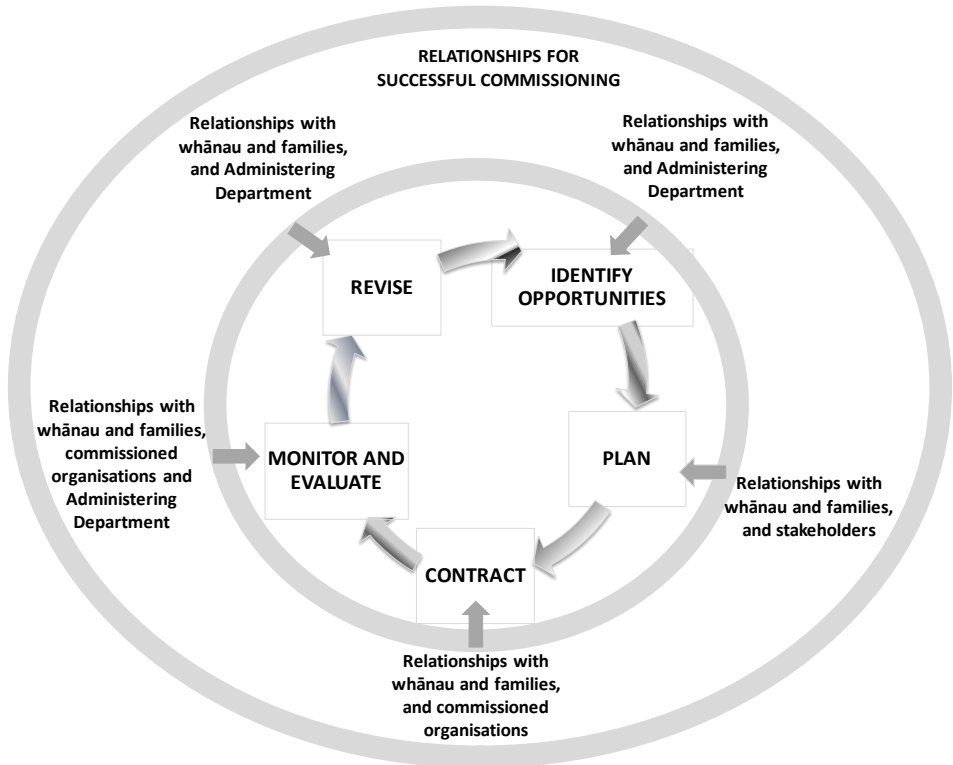 RELATIONSHIPS FOR
SUCCESSFUL COMMISSIONING
Relationships with
whānau and families,
and Administering
Department
Relationships with
whānau and families,
and Administering
Department
REVISE
IDENTIFY
OPPORTUNITIES
Relationships with
whānau and families,
commissioned
organisations and
Administering
Department
MONITOR AND
EVALUATE
PLAN
Relationships with
whānau and families,
and stakeholders
CONTRACT
Relationships with
whānau and families,
and commissioned
organisations